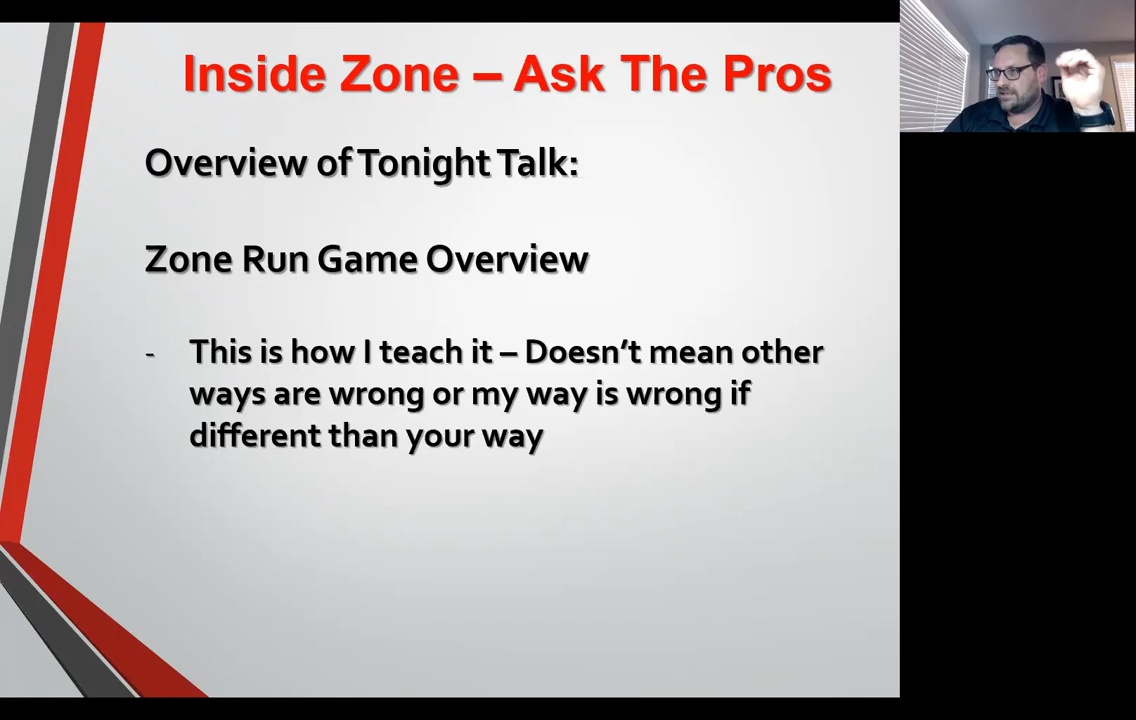 Inside Zone – Ask The Pros
Overview of Tonight Talk:
Zone Run Game Overview
- This is how I teach it – Doesn’t mean other
ways are wrong or my way is wrong if
different than your way